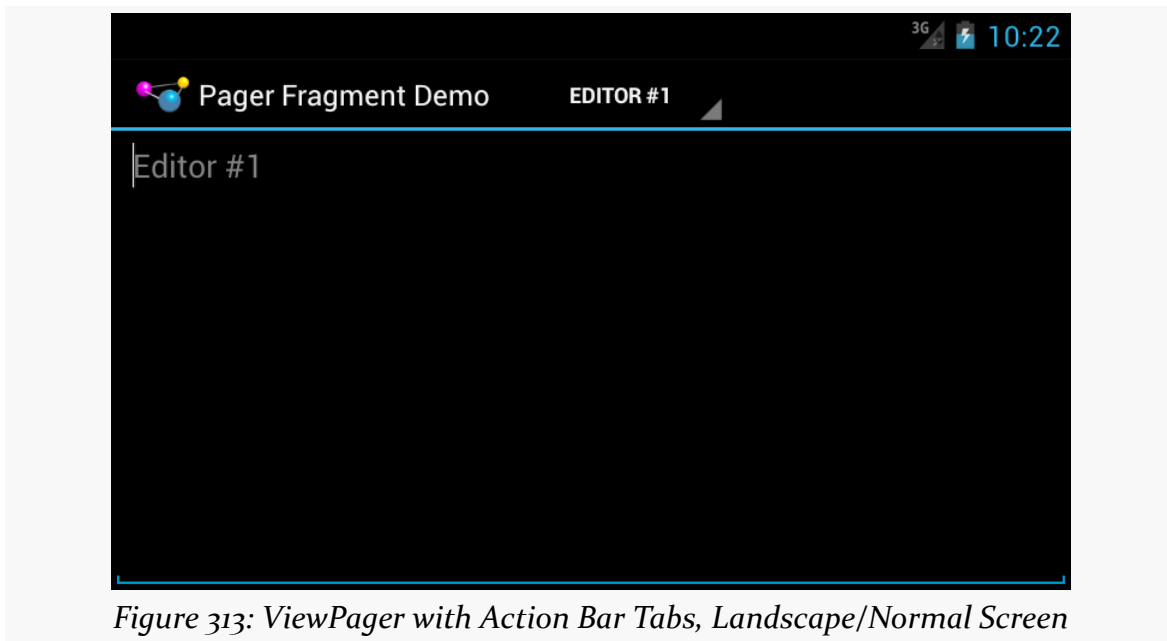 3G 10:22
Pager Fragment Demo EDITOR #1
Editor #1
Figure 313: ViewPager with Action Bar Tabs, Landscape/Normal Screen